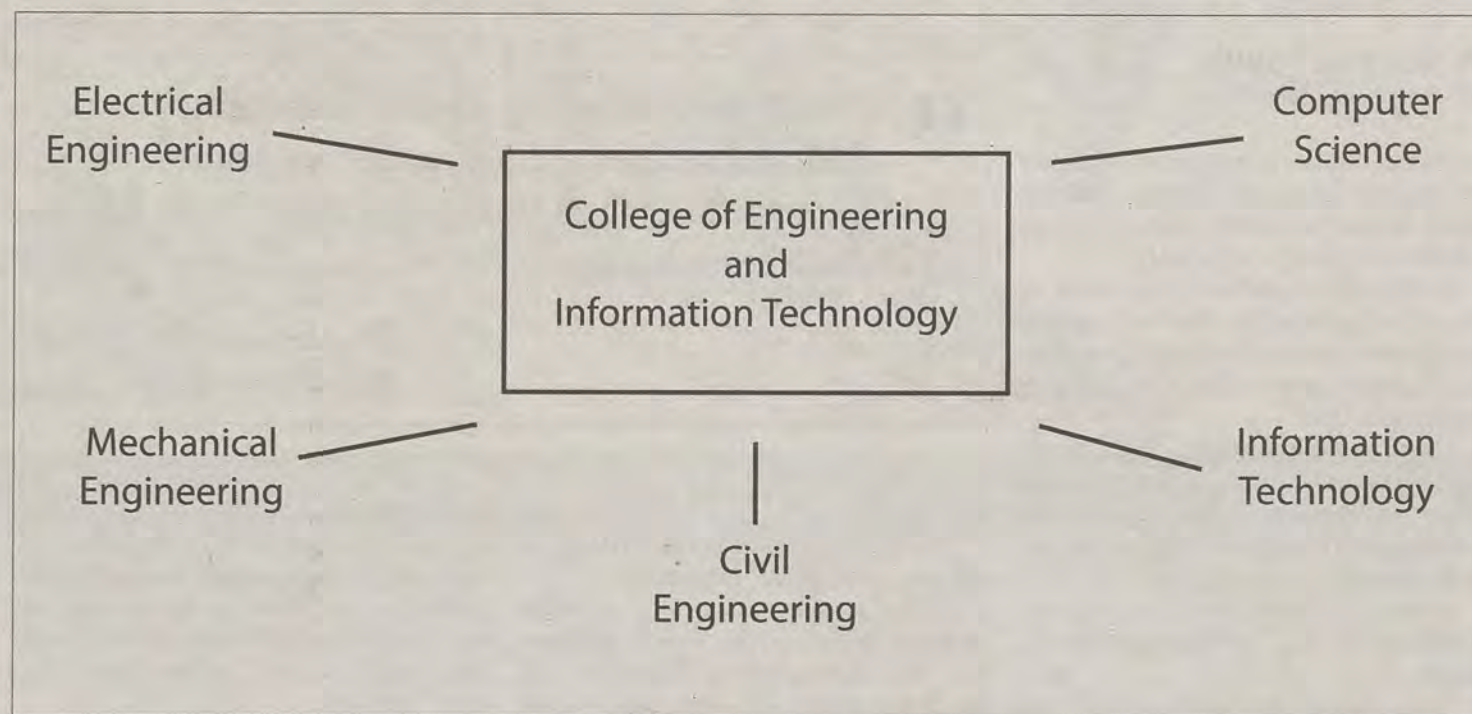 Electrical
Engineering
Computer
Science
College of Engineering
and
Information Technology
Mechanical
Engineering
Information
Technology
Civil
Engineering